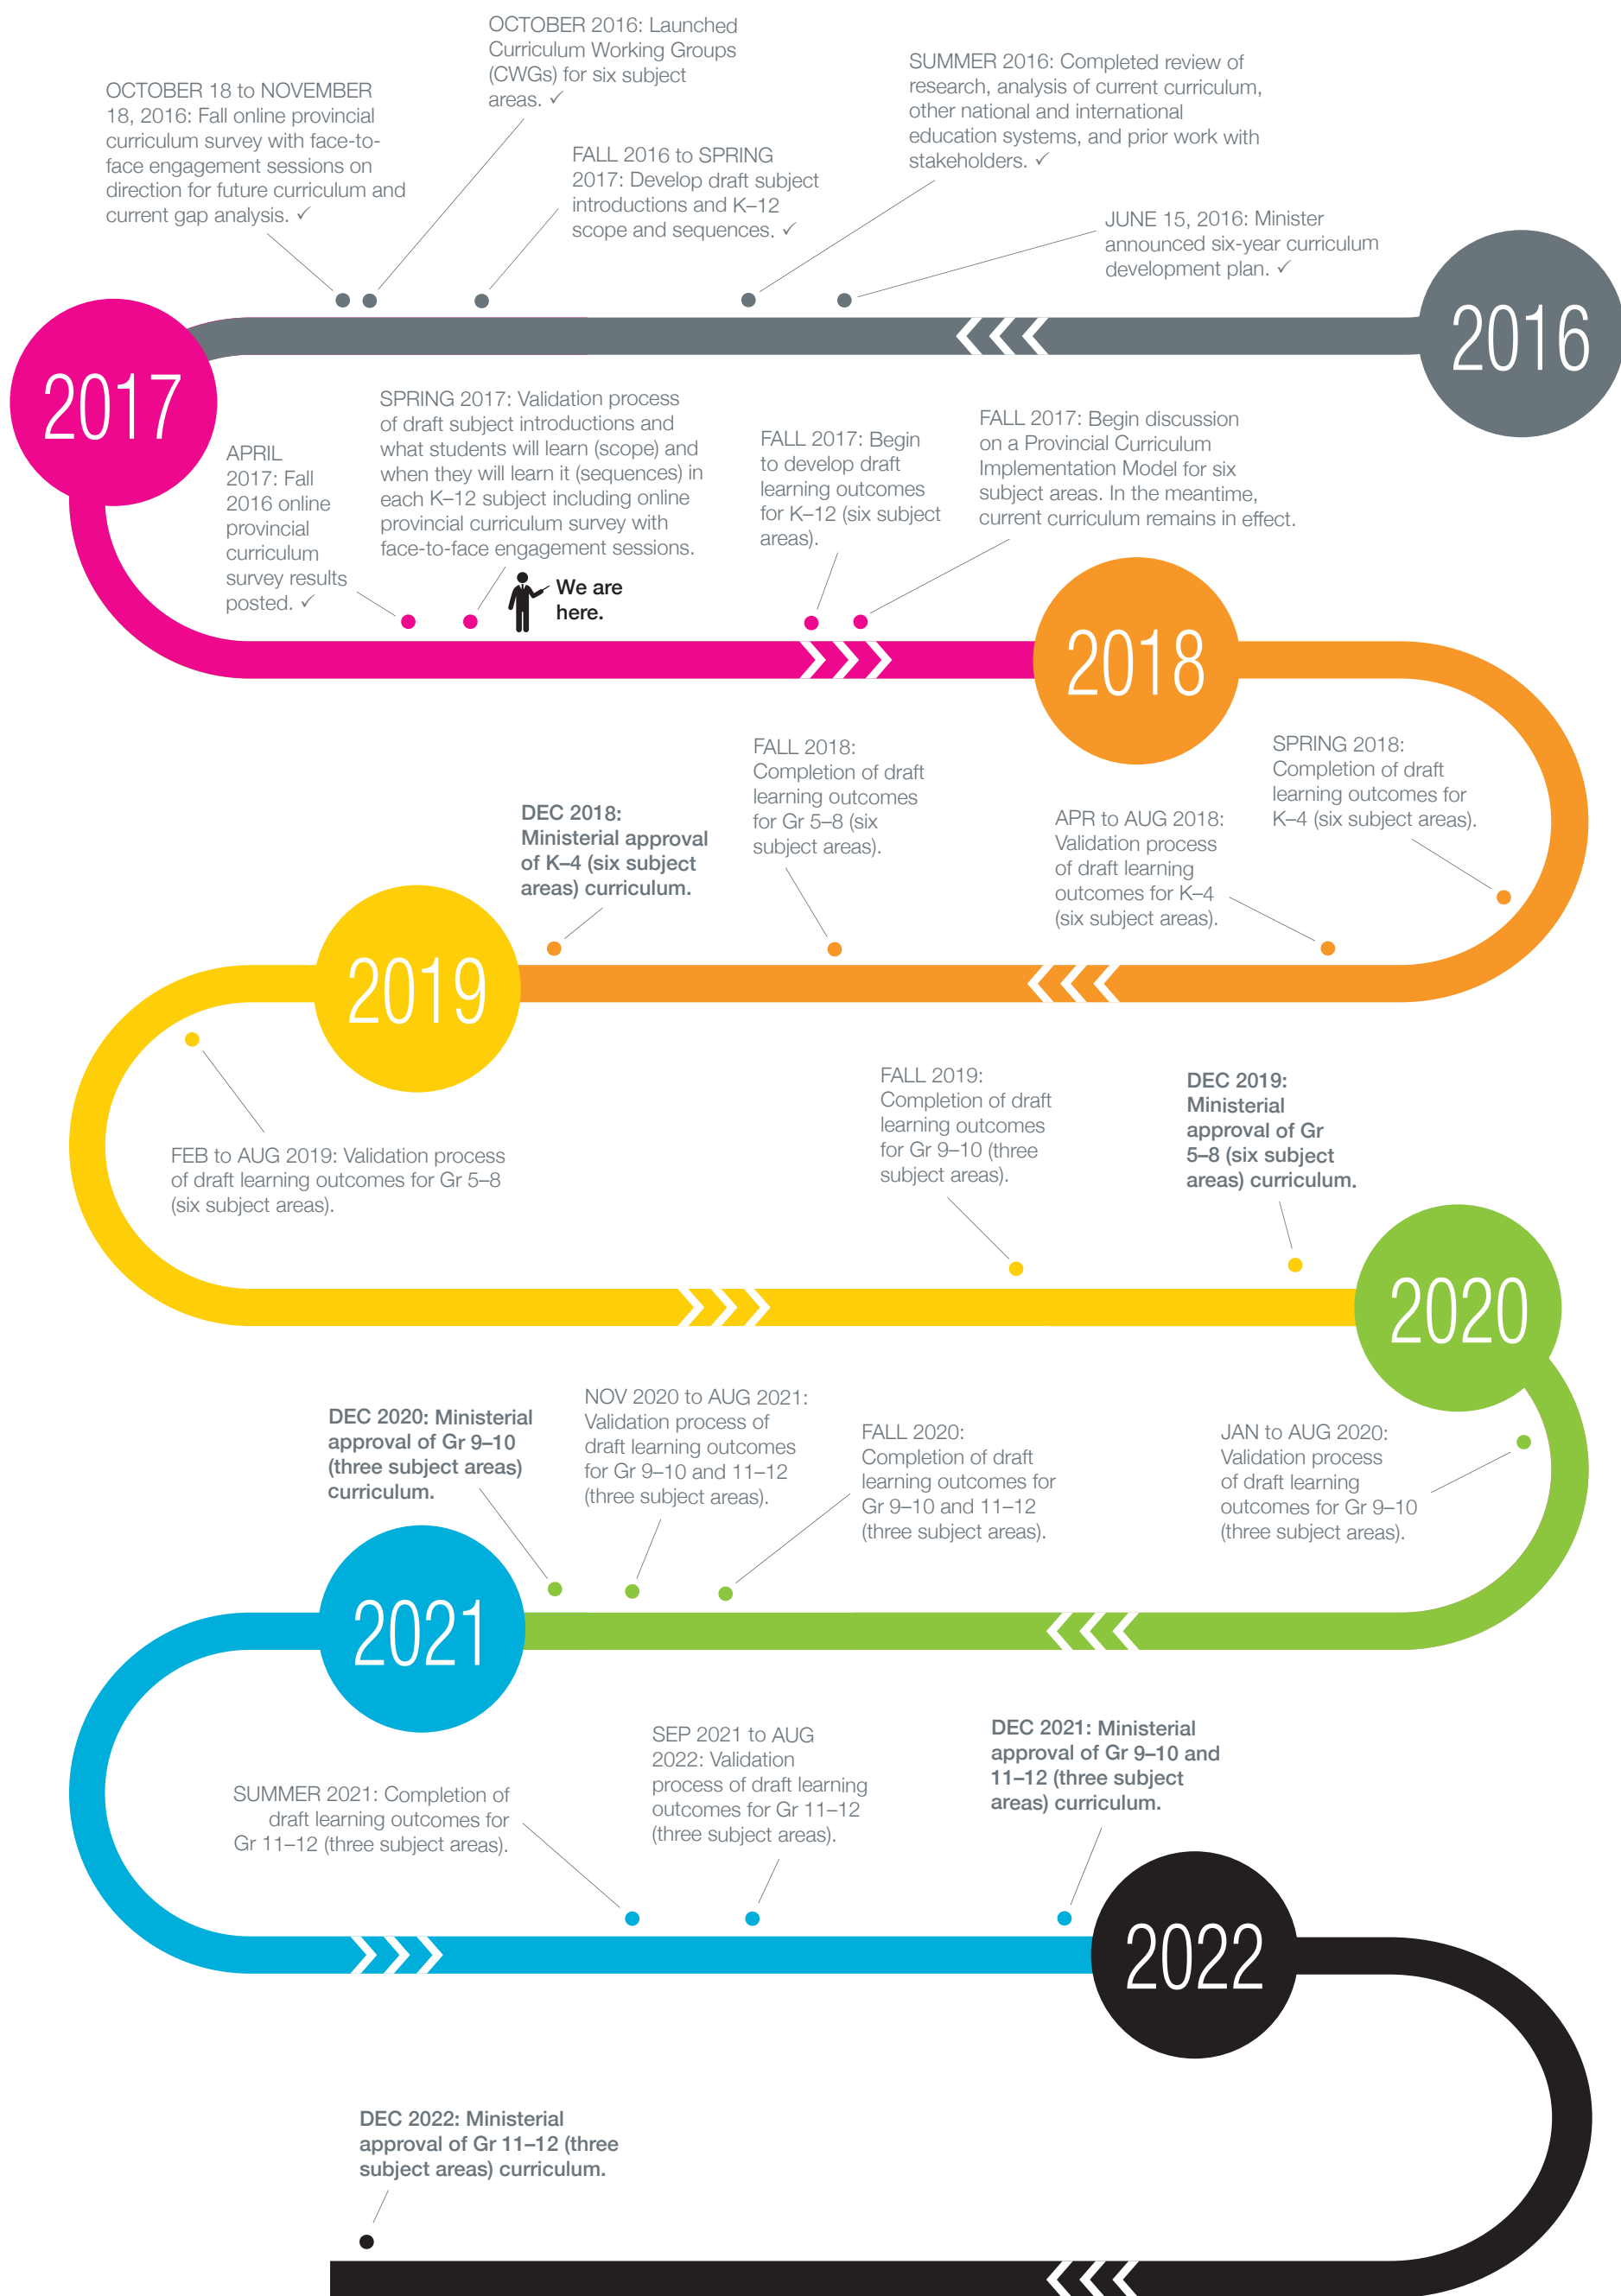 OCTOBER 2016: Launched
Curriculum Working Groups
(CWGs) for six subject
areas. ✓
SUMMER 2016: Completed review of
research, analysis of current curriculum,
other national and international
education systems, and prior work with
stakeholders. ✓
OCTOBER 18 to NOVEMBER
18, 2016: Fall online provincial
curriculum survey with face-to-
face engagement sessions on
direction for future curriculum and
current gap analysis. ✓
FALL 2016 to SPRING
2017: Develop draft subject
introductions and K–12
scope and sequences. ✓
JUNE 15, 2016: Minister
announced six-year curriculum
development plan. ✓
2016
2017
APRIL
2017: Fall
2016 online
provincial
curriculum
survey results
posted. ✓
SPRING 2017: Validation process
of draft subject introductions and
what students will learn (scope) and
when they will learn it (sequences) in
each K–12 subject including online
provincial curriculum survey with
face-to-face engagement sessions.
We are
here.
FALL 2017: Begin
to develop draft
learning outcomes
for K–12 (six subject
areas).
FALL 2017: Begin discussion
on a Provincial Curriculum
Implementation Model for six
subject areas. In the meantime,
current curriculum remains in effect.
2018
SPRING 2018:
Completion of draft
learning outcomes for
K–4 (six subject areas).
APR to AUG 2018:
Validation process
of draft learning
outcomes for K–4
(six subject areas).
FALL 2018:
Completion of draft
learning outcomes
for Gr 5–8 (six
subject areas).
DEC 2018:
Ministerial approval
of K–4 (six subject
areas) curriculum.
2019
FEB to AUG 2019: Validation process
of draft learning outcomes for Gr 5–8
(six subject areas).
FALL 2019:
Completion of draft
learning outcomes
for Gr 9–10 (three
subject areas).
DEC 2019:
Ministerial
approval of Gr
5–8 (six subject
areas) curriculum.
2020
JAN to AUG 2020:
Validation process
of draft learning
outcomes for Gr 9–10
(three subject areas).
FALL 2020:
Completion of draft
learning outcomes for
Gr 9–10 and 11–12
(three subject areas).
NOV 2020 to AUG 2021:
Validation process of
draft learning outcomes
for Gr 9–10 and 11–12
(three subject areas).
DEC 2020: Ministerial
approval of Gr 9–10
(three subject areas)
curriculum.
2021
SUMMER 2021: Completion of
draft learning outcomes for
Gr 11–12 (three subject areas).
SEP 2021 to AUG
2022: Validation
process of draft learning
outcomes for Gr 11–12
(three subject areas).
DEC 2021: Ministerial
approval of Gr 9–10 and
11–12 (three subject
areas) curriculum.
2022
DEC 2022: Ministerial
approval of Gr 11–12 (three
subject areas) curriculum.